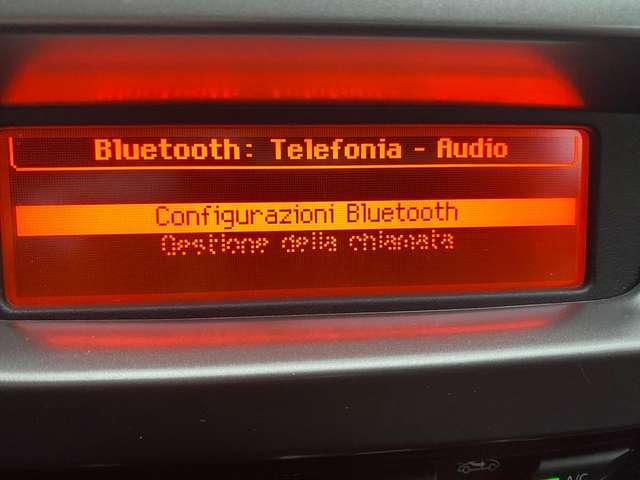 Bluetooth: Telefonia - Audio
Configurazioni Bluetooth
Gestione della chiamata